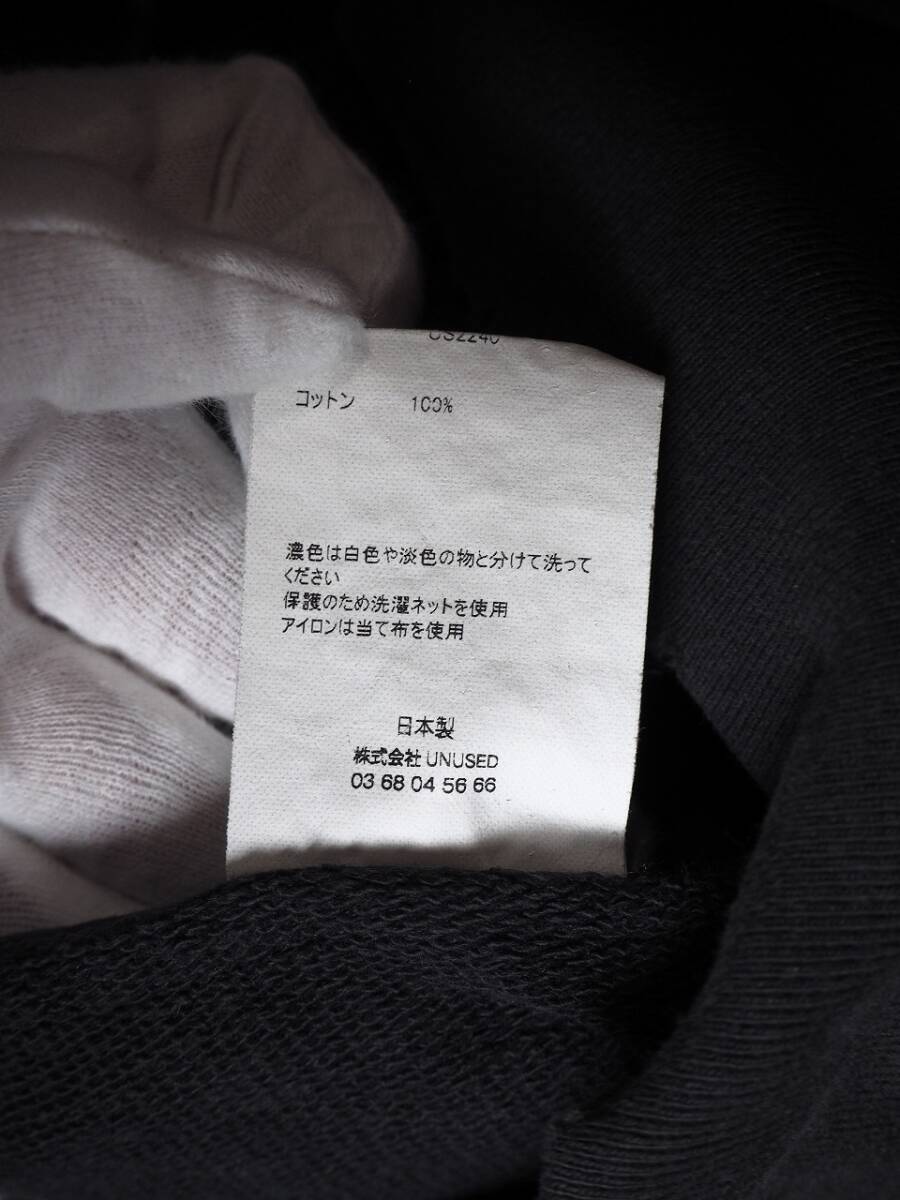 コットン 100%
濃色は白色や淡色の物と分けて洗って
ください
保護のため洗濯ネットを使用
アイロンは当て布を使用
日本製
株式会社 UNUSED
03 68 04 56 66